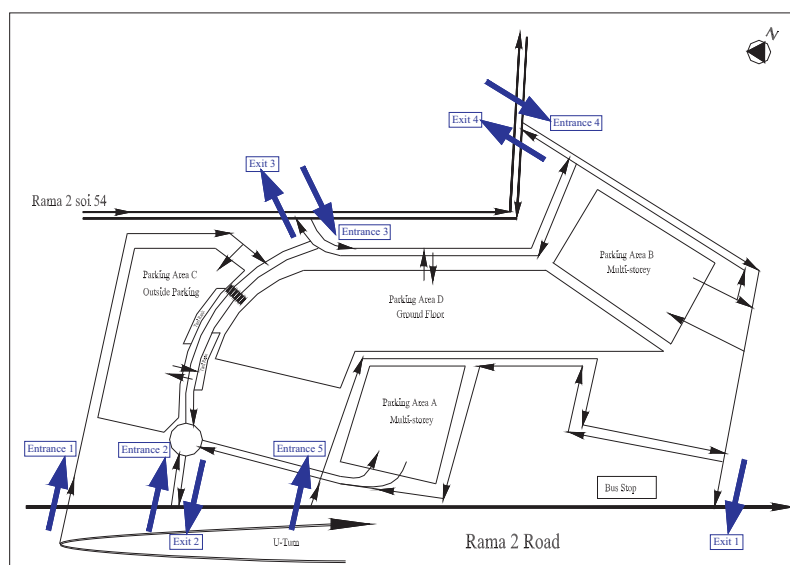 N
Exit 4
Entrance 4
Exit 3
Rama 2 soi 54
Entrance 3
Parking Area B
Multi-storey
Parking Area C
Outside Parking
Parking Area D
Ground Floor
Parking Area A
Multi-storey
Entrance 1
Entrance 2
Entrance 5
Bus Stop
Exit 2
U-Turn
Rama 2 Road
Exit 1